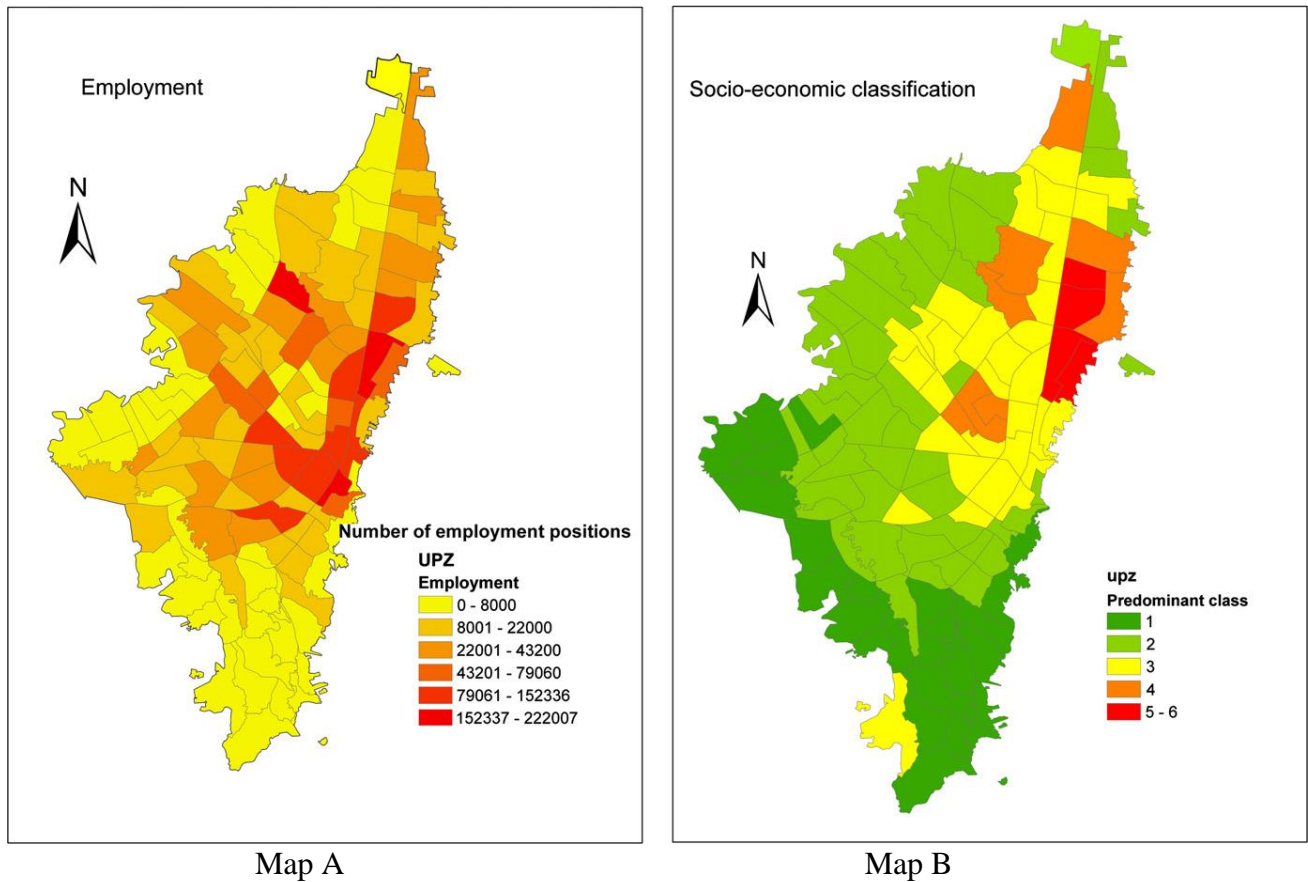 Employment
N
Number of employment positions
UPZ
Employment
0 - 8000
8001 - 22000
22001 - 43200
43201 - 79060
79061 - 152336
152337 - 222007
Map A
Socio-economic classification
N
upz
Predominant class
1
2
3
4
5 - 6
Map B